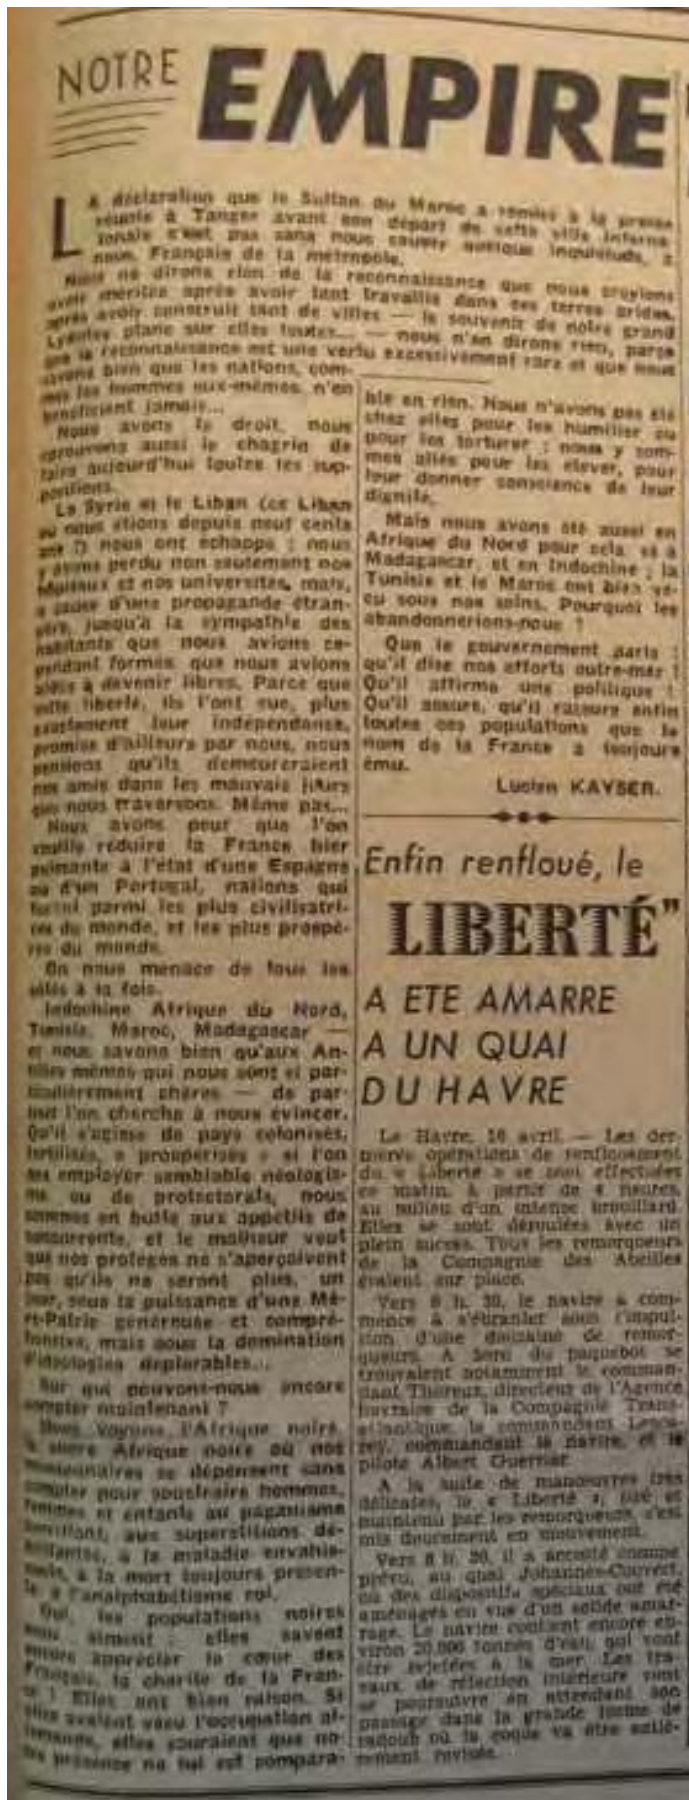 NOTRE EMPIRE
LA déclaration que le Sultan du Maroc a remise à la presse
réunie à Tanger avant son départ de cette ville interna-
tionale n'est pas sans nous causer quelque inquiétude, à
nous, Français de la métropole.
Nous ne dirons rien de la reconnaissance que nous croyions
avoir méritée après avoir tant travaillé dans ces terres arides,
après avoir construit tant de villes — le souvenir de notre grand
Lyautey plane sur elles toutes... — nous n'en dirons rien, parce
que la reconnaissance est une vertu excessivement rare et que nous
savons bien que les nations, com-
me les hommes eux-mêmes, n'en
bénéficient jamais...
Nous avons le droit, nous
éprouvons aussi le chagrin de
faire aujourd'hui toutes les sup-
positions.
La Syrie et le Liban (ce Liban
où nous étions depuis neuf cents
ans ?) nous ont échappé ; nous
y avons perdu non seulement nos
hôpitaux et nos universités, mais,
à cause d'une propagande étran-
gère, jusqu'à la sympathie des
habitants que nous avions ce-
pendant formés, que nous avions
aidés à devenir libres. Parce que
cette liberté, ils l'ont eue, plus
exactement leur indépendance,
promise d'ailleurs par nous, nous
pensions qu'ils demeureraient
nos amis dans les mauvais jours
que nous traversons. Même pas...
Nous avons peur que l'on
veuille réduire la France hier
puissante à l'état d'une Espagne
ou d'un Portugal, nations qui
furent parmi les plus civilisatri-
ces du monde, et les plus prospè-
res du monde.
On nous menace de tous les
côtés à la fois.
Indochine, Afrique du Nord,
Tunisie, Maroc, Madagascar —
et nous savons bien qu'aux An-
tilles mêmes qui nous sont si par-
ticulièrement chères — de par-
tout l'on cherche à nous évincer.
Qu'il s'agisse de pays colonisés,
fertilisés, « prospérisés » si l'on
ose employer semblable néologis-
me ou de protectorats, nous
sommes en butte aux appétits de
concurrents, et le malheur veut
que nos protégés ne s'aperçoivent
pas qu'ils ne seront plus, un
jour, sous la puissance d'une Mè-
re-Patrie généreuse et compré-
hensive, mais sous la domination
d'idéologies déplorables...
Sur qui pouvons-nous encore
compter maintenant ?
Nous voyons l'Afrique noire,
la chère Afrique noire où nos
missionnaires se dépensent sans
compter pour soustraire hommes,
femmes et enfants au paganisme
humiliant, aux superstitions dé-
à la maladie envahis-
sante, à la mort toujours présen-
te, à l'analphabétisme roi.
Oui, les populations noires
nous aiment ; elles savent
encore apprécier le cœur des
Français, la charité de la Fran-
ce ! Elles ont bien raison. Si
elles avaient vécu l'occupation al-
lemande, elles sauraient que no-
tre présence ne lui est compara-
ble en rien. Nous n'avons pas été
chez elles pour les humilier ou
pour les torturer ; nous y som-
mes allés pour les élever, pour
leur donner conscience de leur
dignité.
Mais nous avons été aussi en
Afrique du Nord pour cela, et à
Madagascar, et en Indochine ; la
Tunisie et le Maroc ont bien vé-
cu sous nos soins. Pourquoi les
abandonnerions-nous ?
Que le gouvernement parle !
qu'il dise nos efforts outre-mer !
Qu'il affirme une politique !
Qu'il assure, qu'il rassure enfin
toutes ces populations que le
nom de la France a toujours
ému.
Lucien KAYSER.
Enfin renfloué, le
LIBERTÉ"
A ETE AMARRE
A UN QUAI
DU HAVRE
Le Havre, 16 avril. — Les der-
nières opérations de renflouement
du « Liberté » se sont effectuées
ce matin, à partir de 4 heures,
au milieu d'un intense brouillard.
Elles se sont déroulées avec un
plein succès. Tous les remorqueurs
de la Compagnie des Abeilles
étaient sur place.
Vers 6 h. 30, le navire a com-
mencé à s'ébranler sous l'impul-
sion d'une douzaine de remor-
queurs. A bord du paquebot se
trouvaient notamment le comman-
dant Thoreux, directeur de l'Agence
havraise de la Compagnie Trans-
atlantique, le commandant
commandant le navire, et le
pilote Albert Guerrier.
A la suite de manœuvres très
délicates, le « Liberté », tiré et
maintenu par les remorqueurs, s'est
mis doucement en mouvement.
Vers 8 h. 30, il a accosté comme
prévu, au quai Johannès-Couvert,
où des dispositifs spéciaux ont été
aménagés en vue d'un solide amar-
rage. Le navire contient encore en-
viron 20.000 tonnes d'eau, qui vont
être rejetées à la mer. Les tra-
vaux de réfection intérieure vont
se poursuivre en attendant son
passage dans la grande forme de
radoub où la coque va être entiè-
rement révisée.